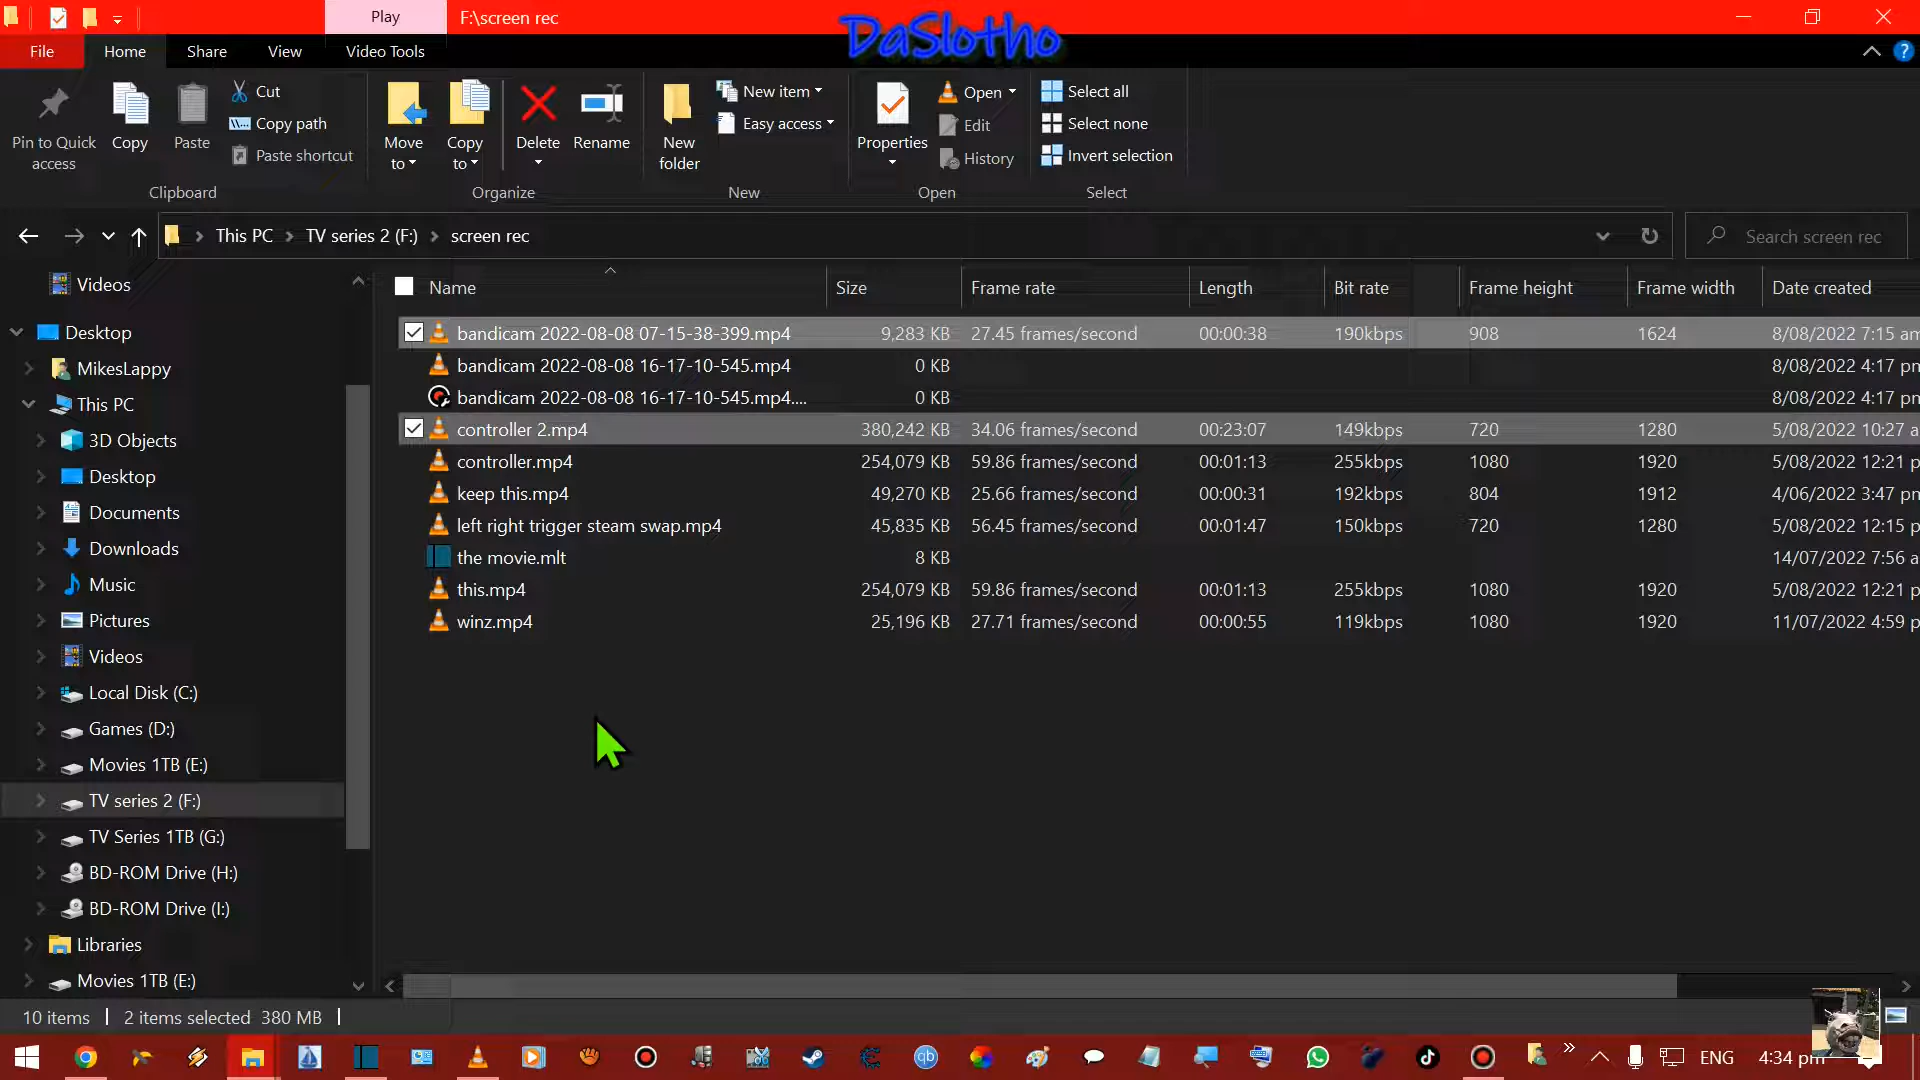 Play
F:\screen rec
DaSlotho
File
Home
Share
View
Video Tools
Pin to Quick access
Copy
Paste
Cut
Copy path
Paste shortcut
Clipboard
Move to
Copy to
Delete
Rename
Organize
New folder
New item
Easy access
New
Properties
Open
Edit
History
Open
Select all
Select none
Invert selection
Select
This PC
TV series 2 (F:)
screen rec
Search screen rec
Videos
Desktop
MikesLappy
This PC
3D Objects
Desktop
Documents
Downloads
Music
Pictures
Videos
Local Disk (C:)
Games (D:)
Movies 1TB (E:)
TV series 2 (F:)
TV Series 1TB (G:)
BD-ROM Drive (H:)
BD-ROM Drive (I:)
Libraries
Movies 1TB (E:)
Name Size Frame rate Length Bit rate Frame height Frame width Date created
bandicam 2022-08-08 07-15-38-399.mp4 9,283 KB 27.45 frames/second 00:00:38 190kbps 908 1624 8/08/2022 7:15 am
bandicam 2022-08-08 16-17-10-545.mp4 0 KB 8/08/2022 4:17 pm
bandicam 2022-08-08 16-17-10-545.mp4.... 0 KB 8/08/2022 4:17 pm
controller 2.mp4 380,242 KB 34.06 frames/second 00:23:07 149kbps 720 1280 5/08/2022 10:27 a
controller.mp4 254,079 KB 59.86 frames/second 00:01:13 255kbps 1080 1920 5/08/2022 12:21 p
keep this.mp4 49,270 KB 25.66 frames/second 00:00:31 192kbps 804 1912 4/06/2022 3:47 pm
left right trigger steam swap.mp4 45,835 KB 56.45 frames/second 00:01:47 150kbps 720 1280 5/08/2022 12:15 p
the movie.mlt 8 KB 14/07/2022 7:56 a
this.mp4 254,079 KB 59.86 frames/second 00:01:13 255kbps 1080 1920 5/08/2022 12:21 p
winz.mp4 25,196 KB 27.71 frames/second 00:00:55 119kbps 1080 1920 11/07/2022 4:59 p
10 items 2 items selected 380 MB
qb
ENG
4:34 pm